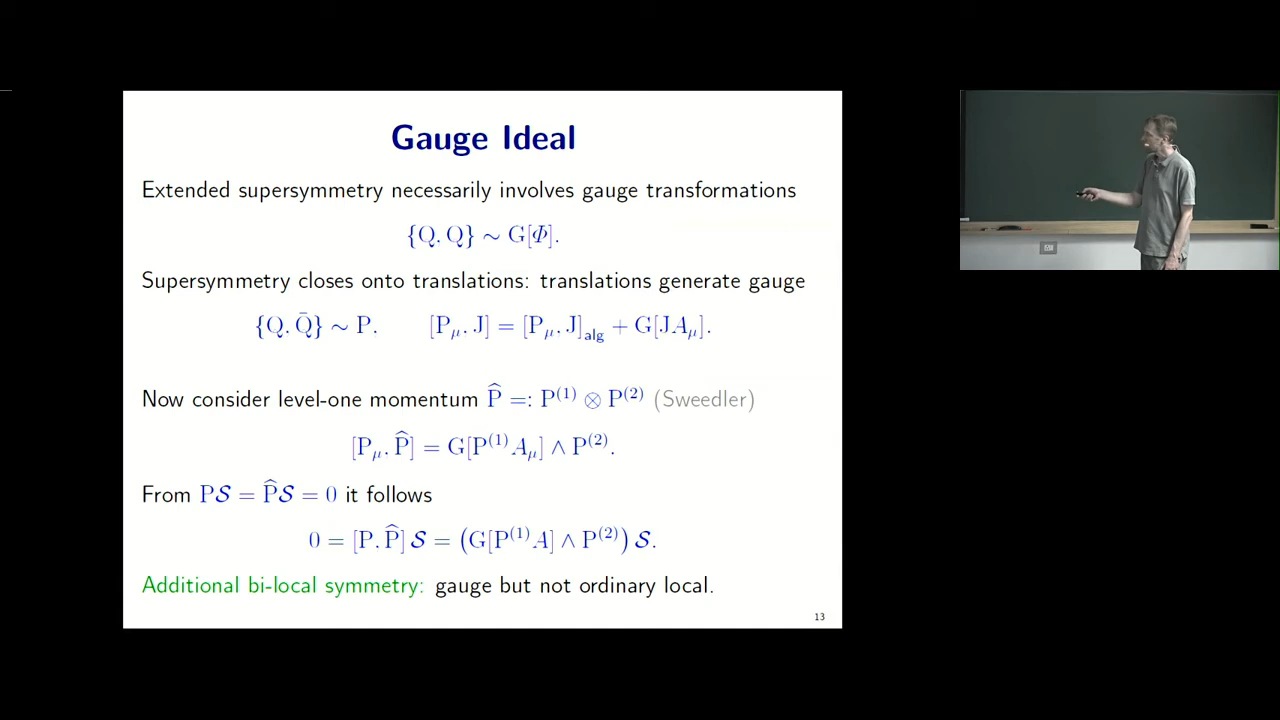 Gauge Ideal
Extended supersymmetry necessarily involves gauge transformations
{Q, Q} ∼ G[Φ].
Supersymmetry closes onto translations: translations generate gauge
{Q, Q̄} ∼ P, [P_μ, J] = [P_μ, J]_alg + G[JA_μ].
Now consider level-one momentum P̂ =: P⁽¹⁾ ⊗ P⁽²⁾ (Sweedler)
[P_μ, P̂] = G[P⁽¹⁾A_μ] ∧ P⁽²⁾.
From P𝒮 = P̂𝒮 = 0 it follows
0 = [P, P̂] 𝒮 = (G[P⁽¹⁾A] ∧ P⁽²⁾) 𝒮.
Additional bi-local symmetry: gauge but not ordinary local.
13